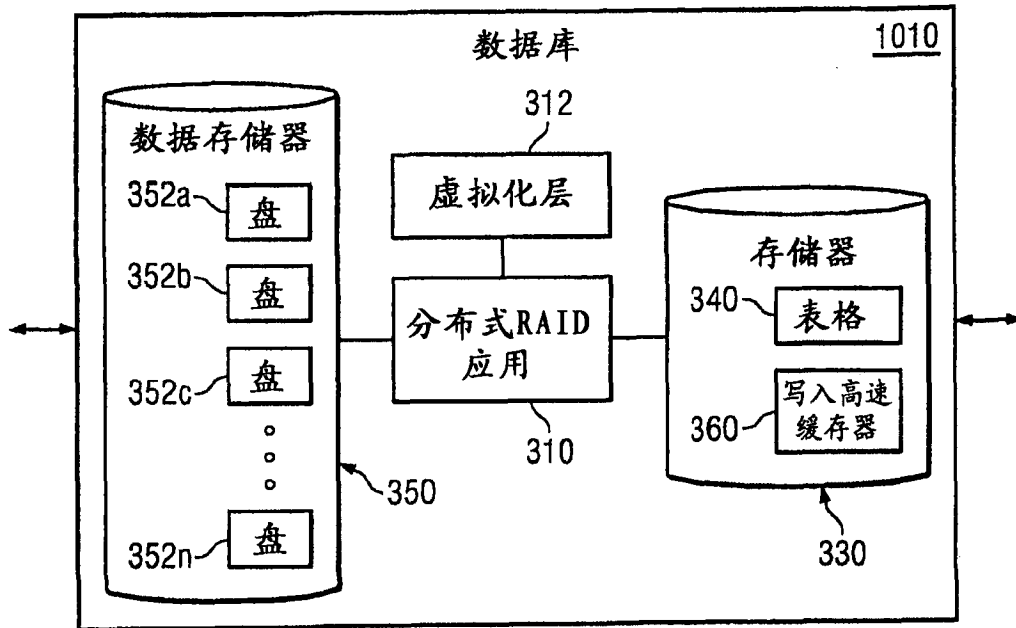 数据库
1010
数据存储器
352a
盘
352b
盘
352c
盘
352n
盘
350
312
虚拟化层
分布式RAID
应用
310
存储器
340
表格
360
写入高速
缓存器
330